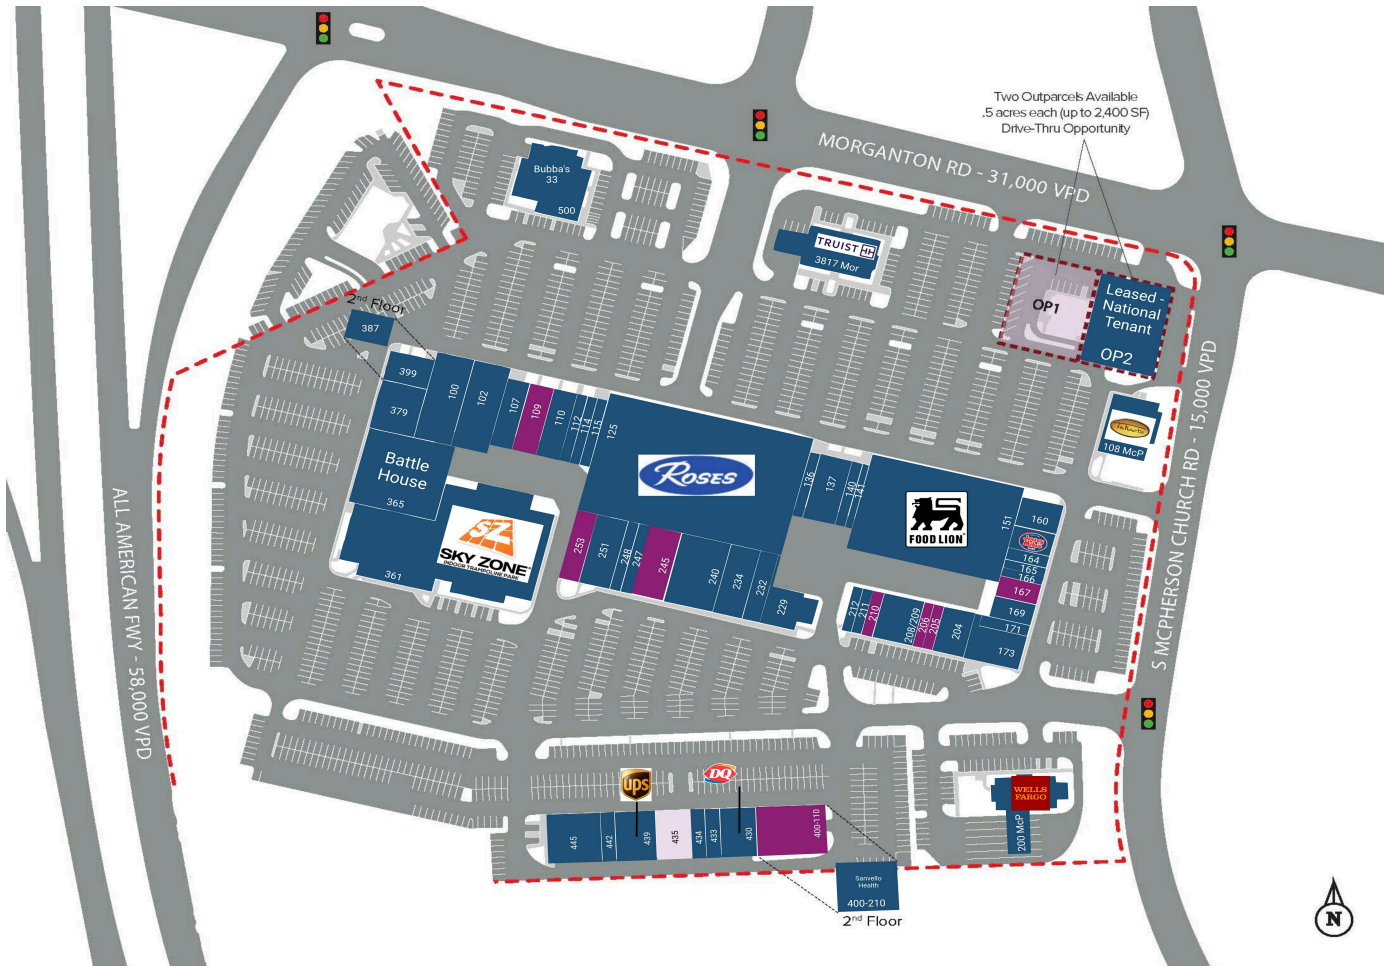 Two Outparcels Available
.5 acres each (up to 2,400 SF)
Drive-Thru Opportunity
MORGANTON RD - 31,000 VPD
Bubba's
33
500
TRUIST
3817 Mor
OP1
Leased -
National
Tenant
OP2
2nd Floor
387
399
379
100
102
107
109
110
112
114
115
125
ROSES
136
137
140
141
FOOD LION
151
160
164
165
166
167
169
171
173
108 McP
S MCPHERSON CHURCH RD - 15,000 VPD
Battle
House
365
SZ
SKY ZONE
INDOOR TRAMPOLINE PARK
361
253
251
248
247
245
240
234
232
229
212
211
210
208/209
206
205
204
ALL AMERICAN FWY - 58,000 VPD
ups
DQ
445
442
439
435
434
433
430
400-110
WELLS
FARGO
200 McP
Sanvello
Health
400-210
2nd Floor
N